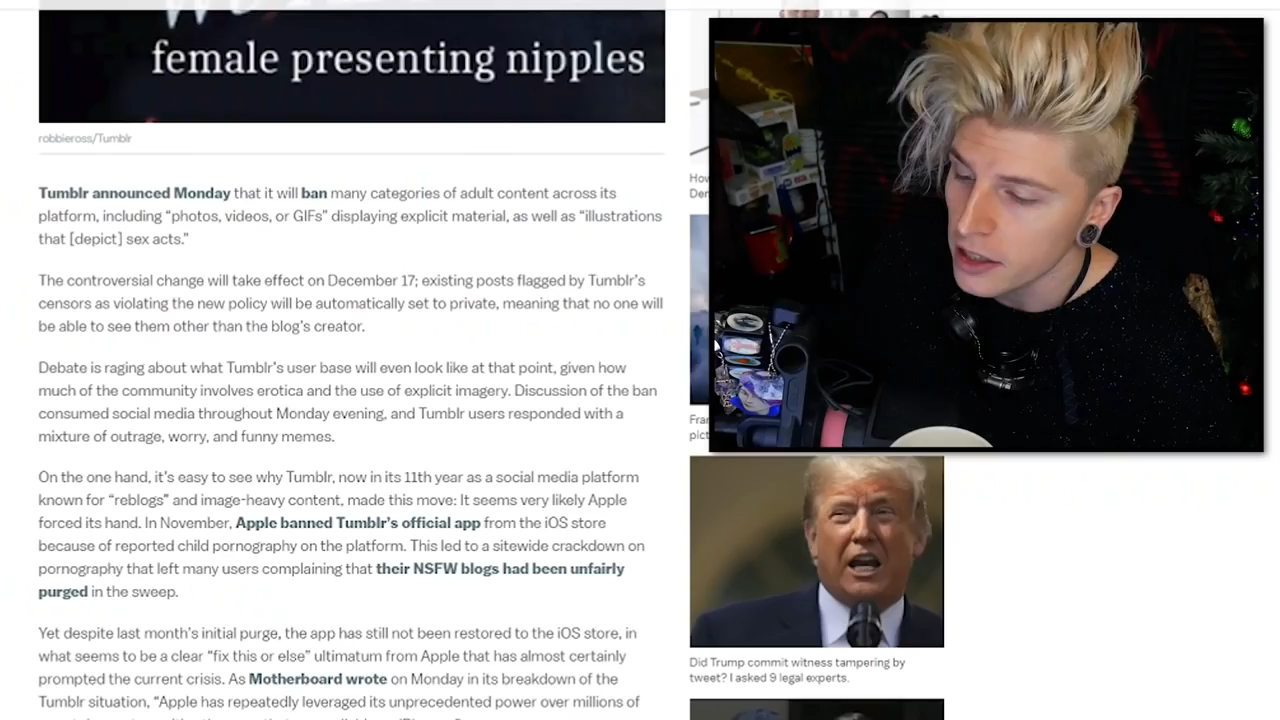 female presenting nipples
robbieross/Tumblr
Tumblr announced Monday that it will ban many categories of adult content across its
platform, including “photos, videos, or GIFs” displaying explicit material, as well as “illustrations
that [depict] sex acts.”
The controversial change will take effect on December 17; existing posts flagged by Tumblr’s
censors as violating the new policy will be automatically set to private, meaning that no one will
be able to see them other than the blog’s creator.
Debate is raging about what Tumblr’s user base will even look like at that point, given how
much of the community involves erotica and the use of explicit imagery. Discussion of the ban
consumed social media throughout Monday evening, and Tumblr users responded with a
mixture of outrage, worry, and funny memes.
On the one hand, it’s easy to see why Tumblr, now in its 11th year as a social media platform
known for “reblogs” and image-heavy content, made this move: It seems very likely Apple
forced its hand. In November, Apple banned Tumblr’s official app from the iOS store
because of reported child pornography on the platform. This led to a sitewide crackdown on
pornography that left many users complaining that their NSFW blogs had been unfairly
purged in the sweep.
Yet despite last month’s initial purge, the app has still not been restored to the iOS store, in
what seems to be a clear “fix this or else” ultimatum from Apple that has almost certainly
prompted the current crisis. As Motherboard wrote on Monday in its breakdown of the
Tumblr situation, “Apple has repeatedly leveraged its unprecedented power over millions of
How
Den
Fran
pict
Did Trump commit witness tampering by
tweet? I asked 9 legal experts.